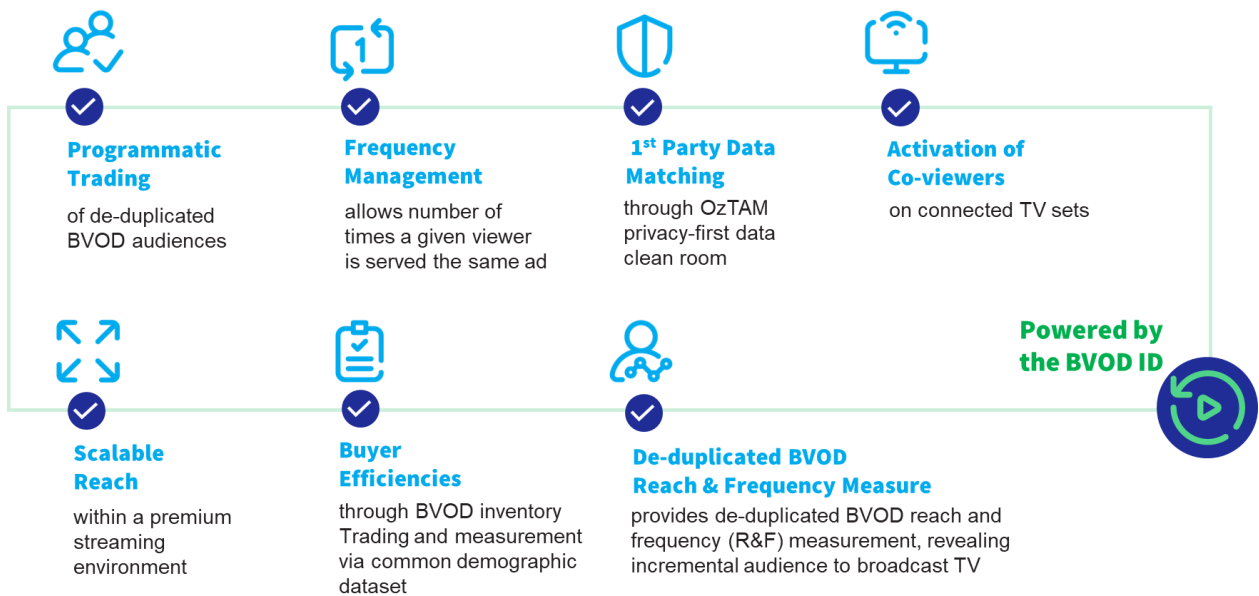 1
Programmatic
Trading
of de-duplicated
BVOD audiences
Frequency
Management
allows number of
times a given viewer
is served the same ad
1st Party Data
Matching
through OzTAM
privacy-first data
clean room
Activation of
Co-viewers
on connected TV sets
Powered by
the BVOD ID
Scalable
Reach
within a premium
streaming
environment
Buyer
Efficiencies
through BVOD inventory
Trading and measurement
via common demographic
dataset
De-duplicated BVOD
Reach & Frequency Measure
provides de-duplicated BVOD reach and
frequency (R&F) measurement, revealing
incremental audience to broadcast TV